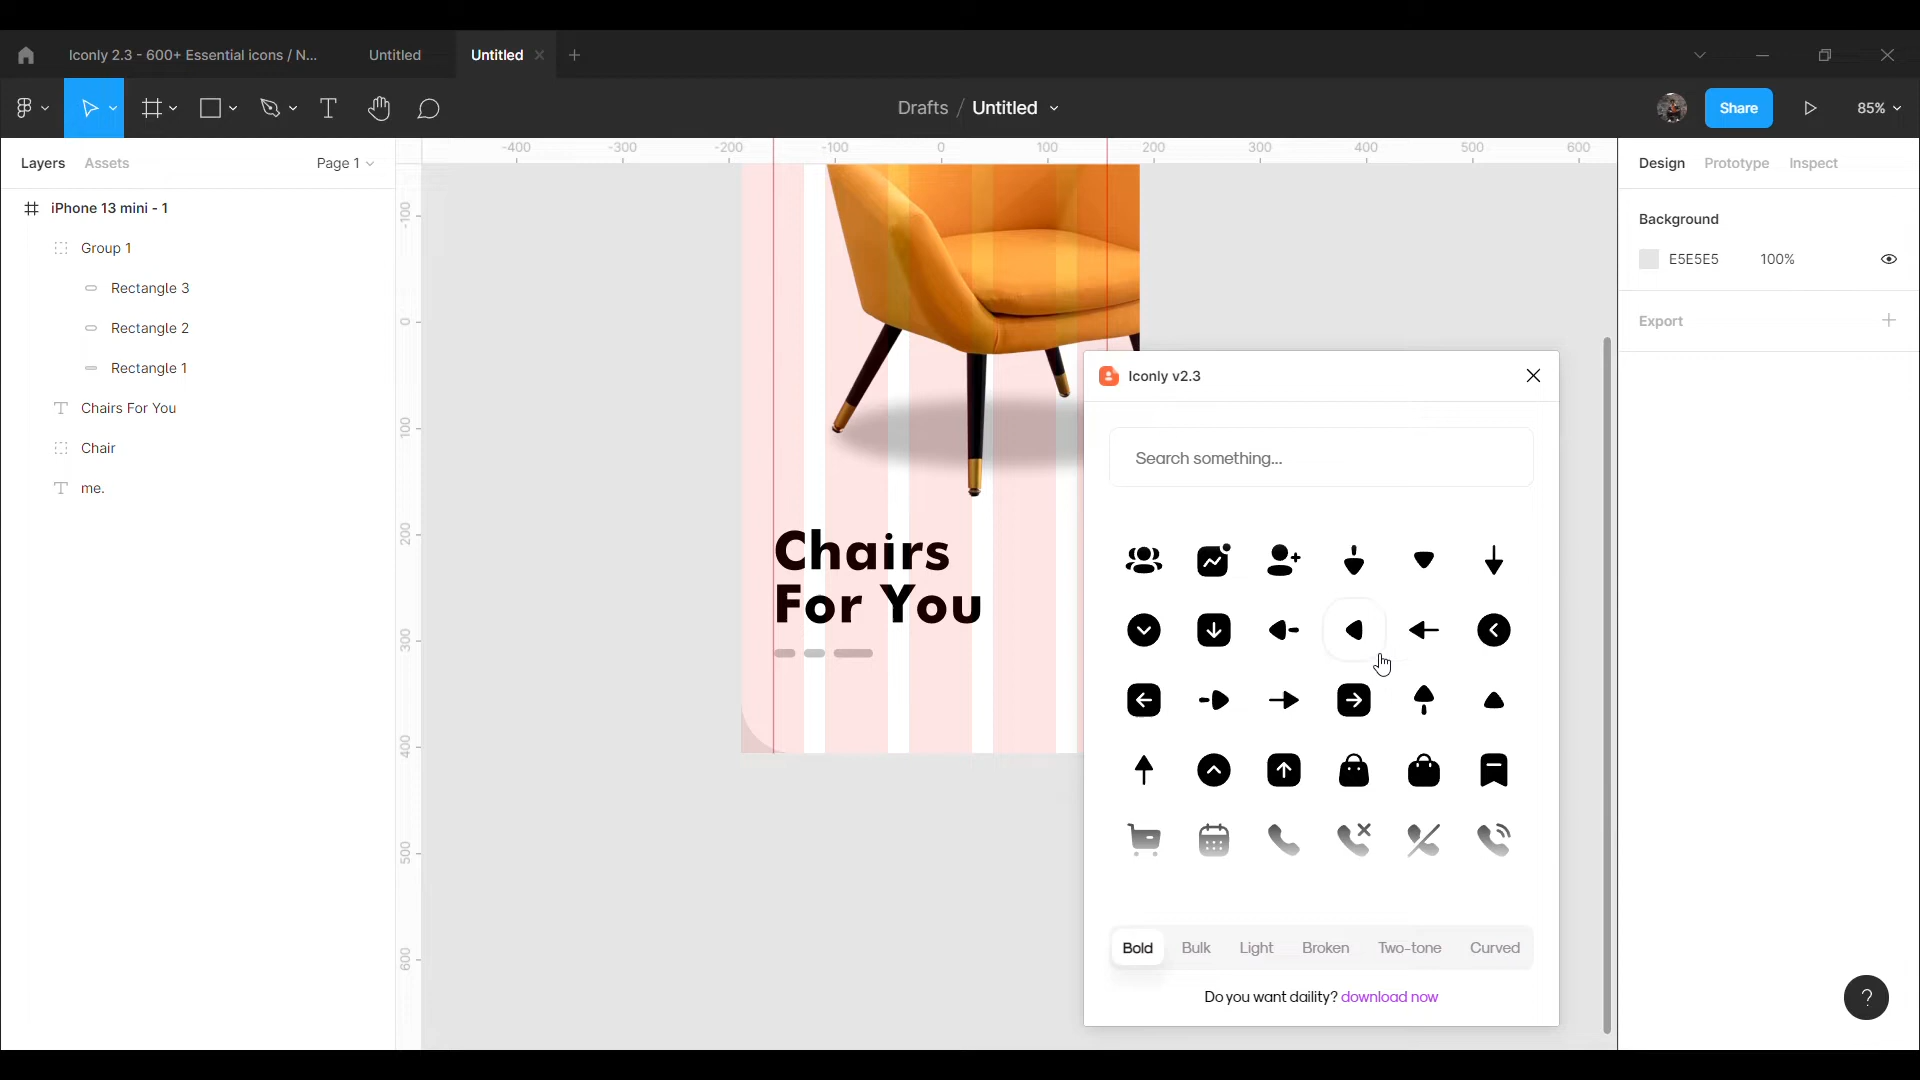 Iconly 2.3 - 600+ Essential icons / N...
Untitled
Untitled
Drafts / Untitled
Share
85%
Layers
Assets
Page 1
-400
-300
-200
-100
0
100
200
300
400
500
600
Design
Prototype
Inspect
iPhone 13 mini - 1
Group 1
Rectangle 3
Rectangle 2
Rectangle 1
Chairs For You
Chair
me.
-100
0
100
200
300
400
500
600
Chairs
For You
Iconly v2.3
Search something...
Bold
Bulk
Light
Broken
Two-tone
Curved
Do you want daility? download now
Background
E5E5E5
100%
Export
?